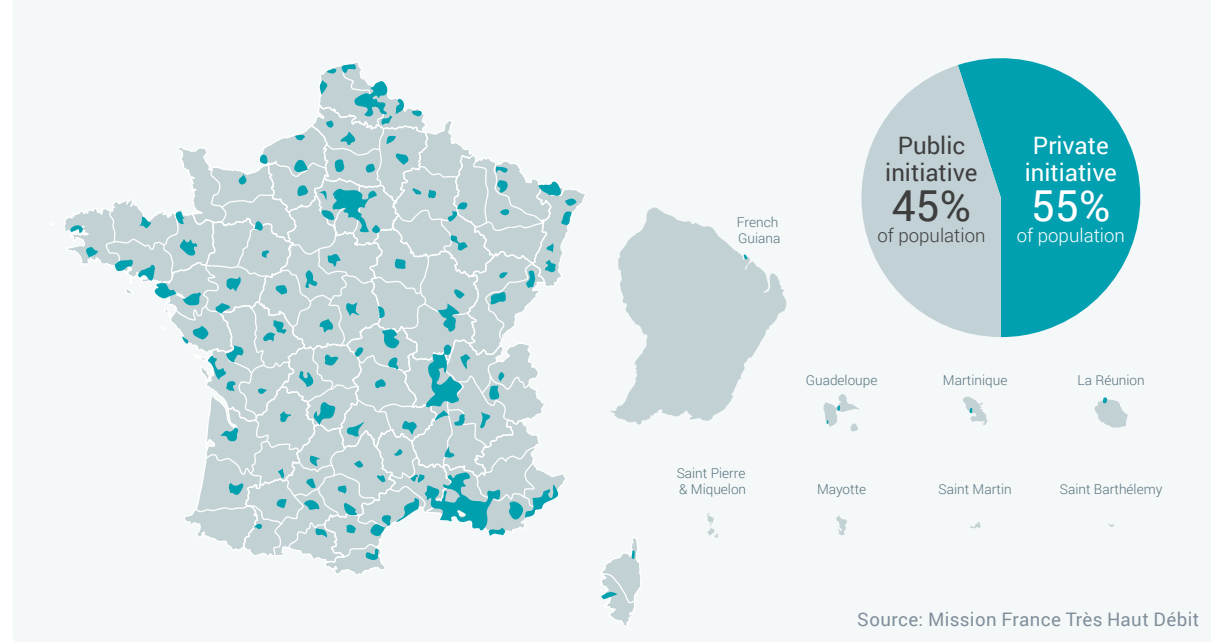 Public
initiative
45%
of population
Private
initiative
55%
of population
French
Guiana
Guadeloupe
Martinique
La Réunion
Saint Pierre
& Miquelon
Mayotte
Saint Martin
Saint Barthélemy
Source: Mission France Très Haut Débit